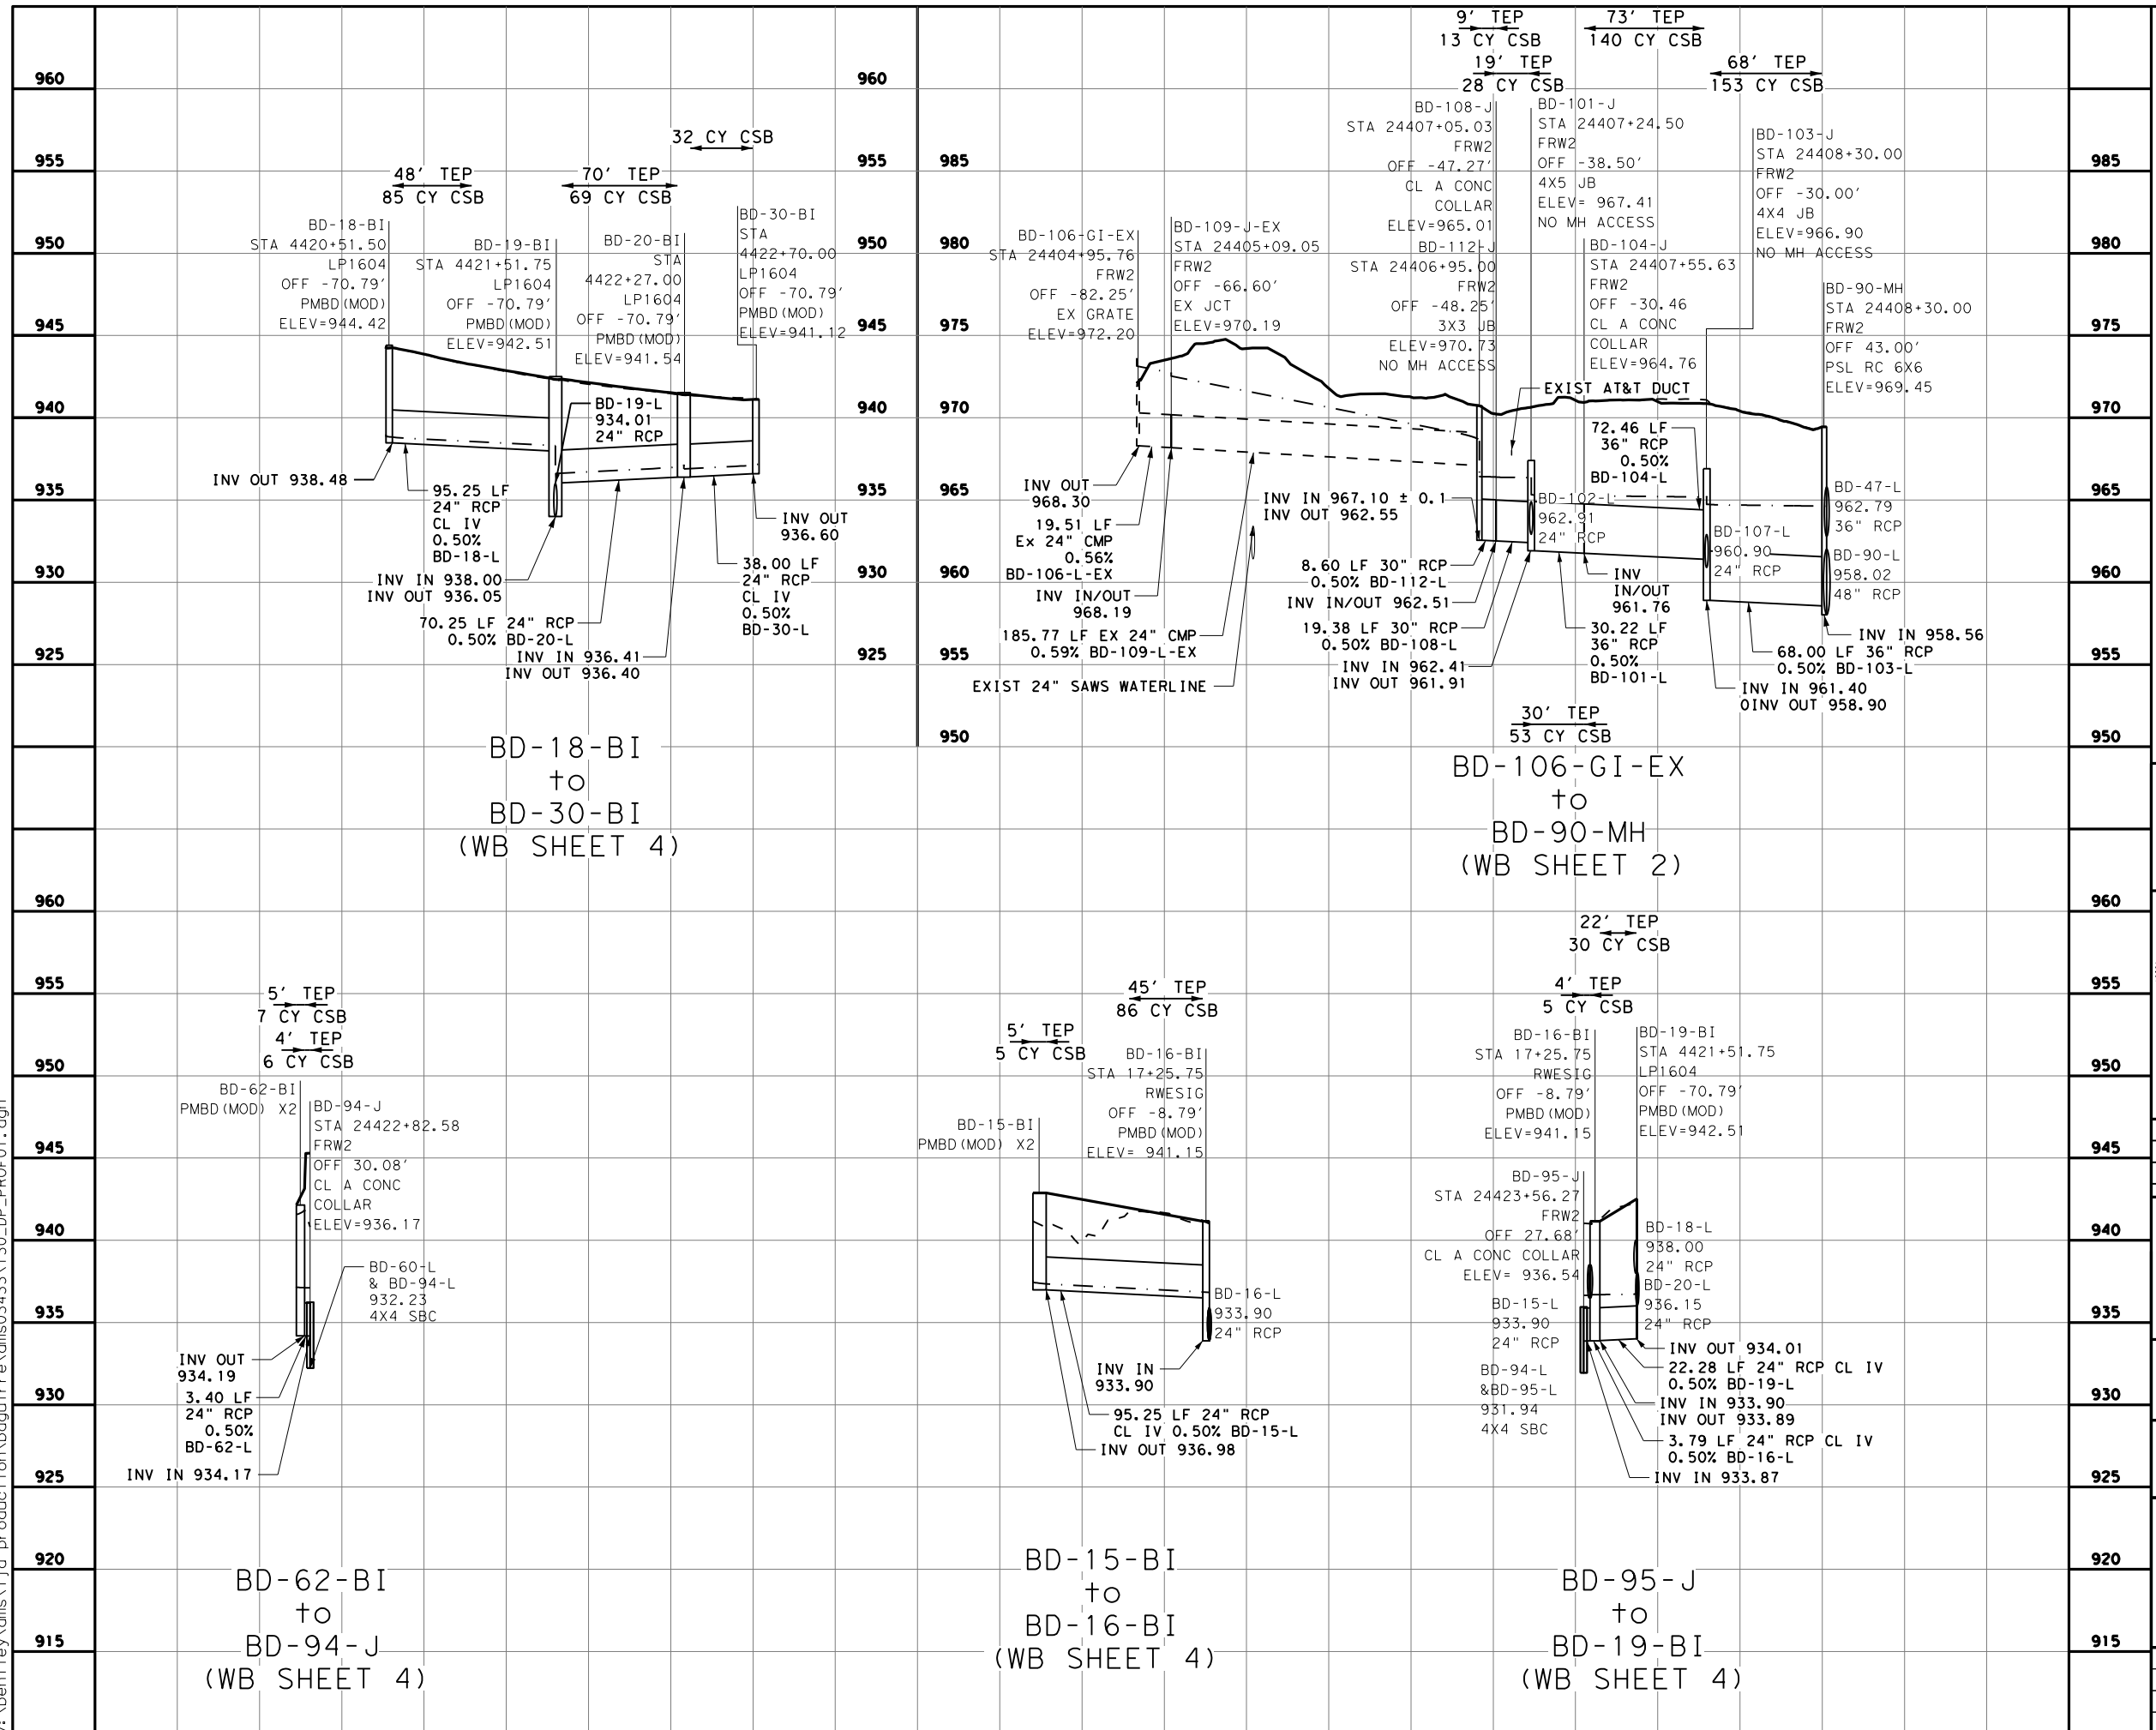 960
955
950
945
940
935
930
925
32 CY CSB
48' TEP
85 CY CSB
70' TEP
69 CY CSB
BD-18-BI
STA 4420+51.50
LP1604
OFF -70.79'
PMBD(MOD)
ELEV=944.42
BD-19-BI
STA 4421+51.75
LP1604
OFF -70.79'
PMBD(MOD)
ELEV=942.51
BD-20-BI
STA
4422+27.00
LP1604
OFF -70.79'
PMBD(MOD)
ELEV=941.54
BD-30-BI
STA
4422+70.00
LP1604
OFF -70.79'
PMBD(MOD)
ELEV=941.12
BD-19-L
934.01
24" RCP
INV OUT 938.48
95.25 LF
24" RCP
CL IV
0.50%
BD-18-L
INV IN 938.00
INV OUT 936.05
70.25 LF 24" RCP
0.50% BD-20-L
INV IN 936.41
INV OUT 936.40
INV OUT
936.60
38.00 LF
24" RCP
CL IV
0.50%
BD-30-L
BD-18-BI
to
BD-30-BI
(WB SHEET 4)
960
955
950
945
940
935
930
925
985
980
975
970
965
960
955
950
9' TEP
13 CY CSB
19' TEP
28 CY CSB
73' TEP
140 CY CSB
68' TEP
153 CY CSB
BD-106-GI-EX
STA 24404+95.76
FRW2
OFF -82.25'
EX GRATE
ELEV=972.20
BD-109-J-EX
STA 24405+09.05
FRW2
OFF -66.60'
EX JCT
ELEV=970.19
BD-108-J
STA 24407+05.03
FRW2
OFF -47.27'
CL A CONC
COLLAR
ELEV=965.01
BD-112-J
STA 24406+95.00
FRW2
OFF -48.25'
3X3 JB
ELEV=970.73
NO MH ACCESS
BD-101-J
STA 24407+24.50
FRW2
OFF -38.50'
4X5 JB
ELEV= 967.41
NO MH ACCESS
BD-104-J
STA 24407+55.63
FRW2
OFF -30.46
CL A CONC
COLLAR
ELEV=964.76
BD-103-J
STA 24408+30.00
FRW2
OFF -30.00'
4X4 JB
ELEV=966.90
NO MH ACCESS
BD-90-MH
STA 24408+30.00
FRW2
OFF 43.00'
PSL RC 6X6
ELEV=969.45
EXIST AT&T DUCT
72.46 LF
36" RCP
0.50%
BD-104-L
INV OUT
968.30
19.51 LF
Ex 24" CMP
0.56%
BD-106-L-EX
INV IN/OUT
968.19
185.77 LF EX 24" CMP
0.59% BD-109-L-EX
EXIST 24" SAWS WATERLINE
INV IN 967.10 ± 0.1
INV OUT 962.55
8.60 LF 30" RCP
0.50% BD-112-L
INV IN/OUT 962.51
19.38 LF 30" RCP
0.50% BD-108-L
INV IN 962.41
INV OUT 961.91
BD-102-L
962.91
24" RCP
INV
IN/OUT
961.76
30.22 LF
36" RCP
0.50%
BD-101-L
BD-107-L
960.90
24" RCP
BD-47-L
962.79
36" RCP
BD-90-L
958.02
48" RCP
INV IN 958.56
68.00 LF 36" RCP
0.50% BD-103-L
INV IN 961.40
0INV OUT 958.90
30' TEP
53 CY CSB
BD-106-GI-EX
to
BD-90-MH
(WB SHEET 2)
985
980
975
970
965
960
955
950
960
955
950
945
940
935
930
925
920
915
5' TEP
7 CY CSB
4' TEP
6 CY CSB
BD-62-BI
PMBD(MOD) X2
BD-94-J
STA 24422+82.58
FRW2
OFF 30.08'
CL A CONC
COLLAR
ELEV=936.17
BD-60-L
& BD-94-L
932.23
4X4 SBC
INV OUT
934.19
3.40 LF
24" RCP
0.50%
BD-62-L
INV IN 934.17
BD-62-BI
to
BD-94-J
(WB SHEET 4)
45' TEP
86 CY CSB
5' TEP
5 CY CSB
BD-15-BI
PMBD(MOD) X2
BD-16-BI
STA 17+25.75
RWESIG
OFF -8.79'
PMBD(MOD)
ELEV= 941.15
BD-16-L
933.90
24" RCP
INV IN
933.90
95.25 LF 24" RCP
CL IV 0.50% BD-15-L
INV OUT 936.98
BD-15-BI
to
BD-16-BI
(WB SHEET 4)
22' TEP
30 CY CSB
4' TEP
5 CY CSB
BD-16-BI
STA 17+25.75
RWESIG
OFF -8.79'
PMBD(MOD)
ELEV=941.15
BD-19-BI
STA 4421+51.75
LP1604
OFF -70.79'
PMBD(MOD)
ELEV=942.51
BD-95-J
STA 24423+56.27
FRW2
OFF 27.68'
CL A CONC COLLAR
ELEV= 936.54
BD-15-L
933.90
24" RCP
BD-94-L
&BD-95-L
931.94
4X4 SBC
BD-18-L
938.00
24" RCP
BD-20-L
936.15
24" RCP
INV OUT 934.01
22.28 LF 24" RCP CL IV
0.50% BD-19-L
INV IN 933.90
INV OUT 933.89
3.79 LF 24" RCP CL IV
0.50% BD-16-L
INV IN 933.87
BD-95-J
to
BD-19-BI
(WB SHEET 4)
960
955
950
945
940
935
930
925
920
915